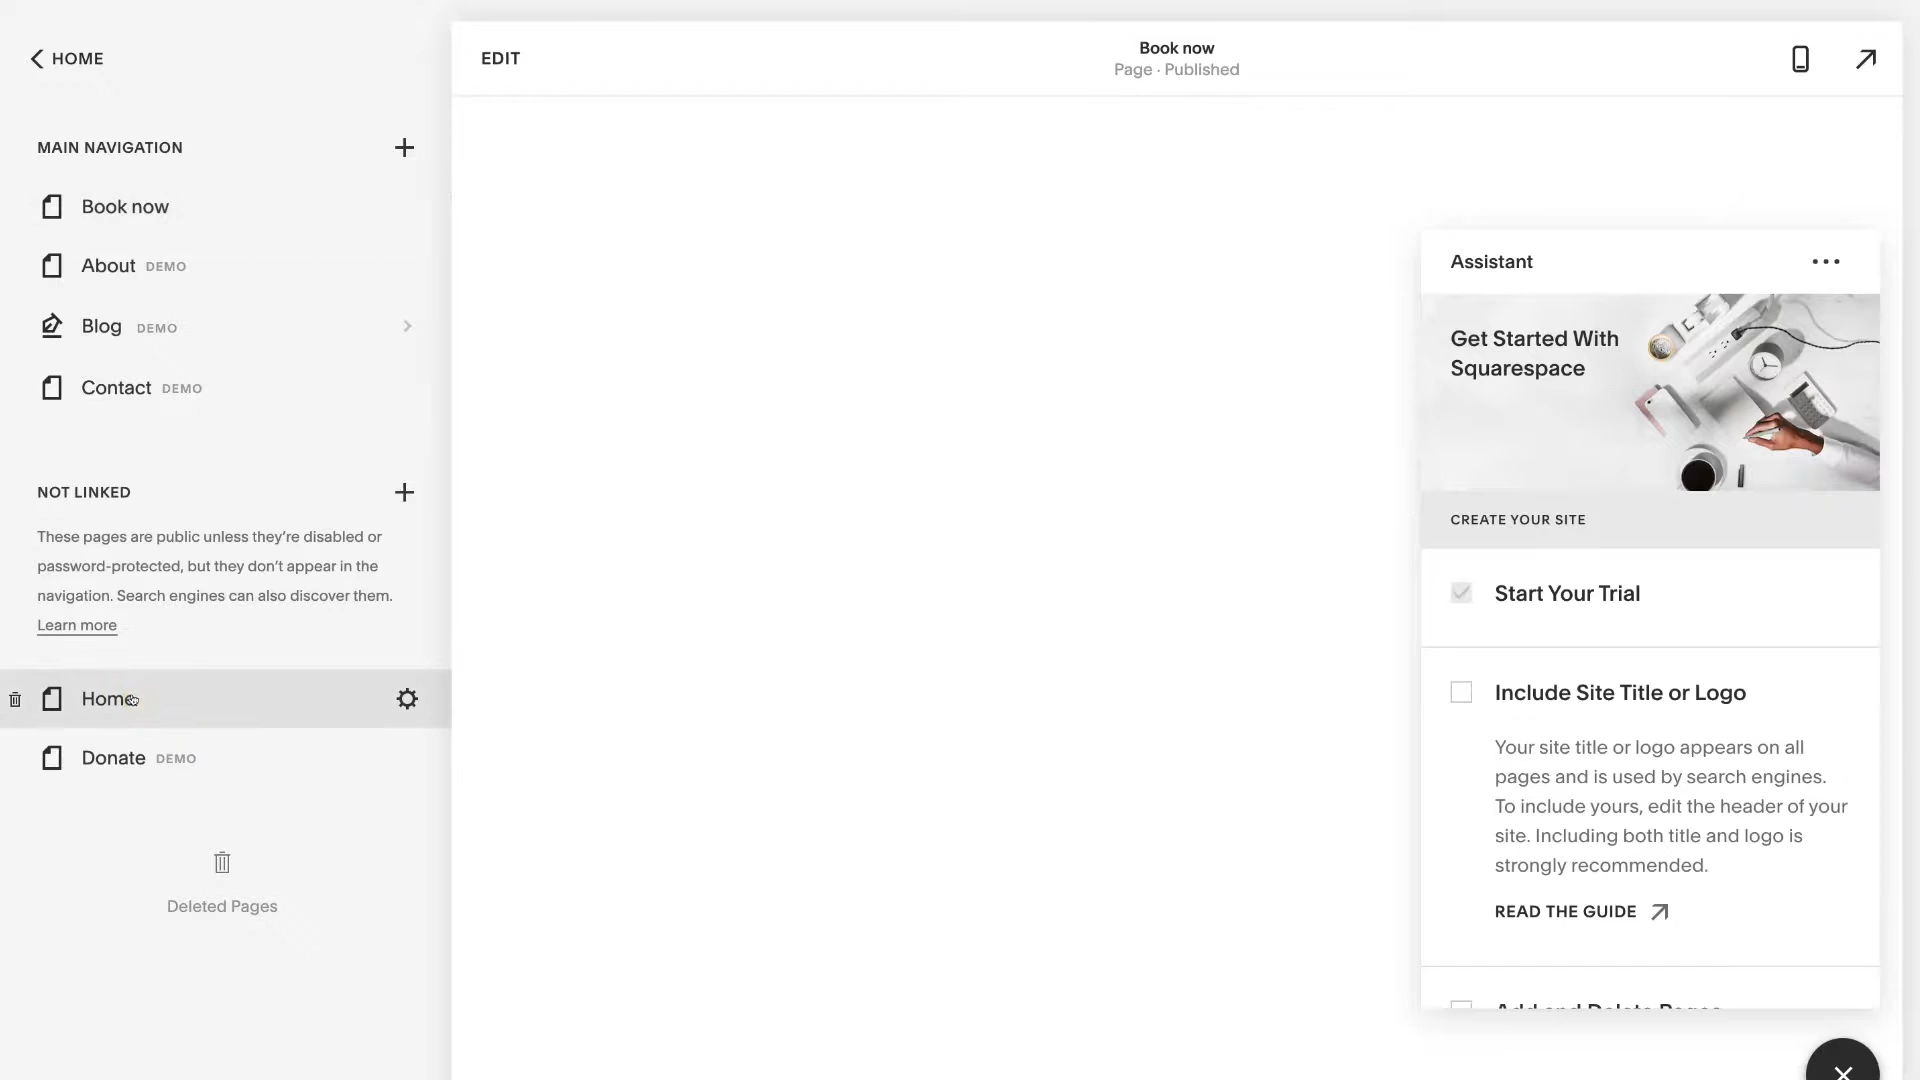 HOME
MAIN NAVIGATION
Book now
About DEMO
Blog DEMO
Contact DEMO
NOT LINKED
These pages are public unless they’re disabled or
password-protected, but they don’t appear in the
navigation. Search engines can also discover them.
Learn more
Home
Donate DEMO
Deleted Pages
EDIT
Book now
Page · Published
Assistant
Get Started With
Squarespace
CREATE YOUR SITE
Start Your Trial
Include Site Title or Logo
Your site title or logo appears on all
pages and is used by search engines.
To include yours, edit the header of your
site. Including both title and logo is
strongly recommended.
READ THE GUIDE
Add and Delete Pages